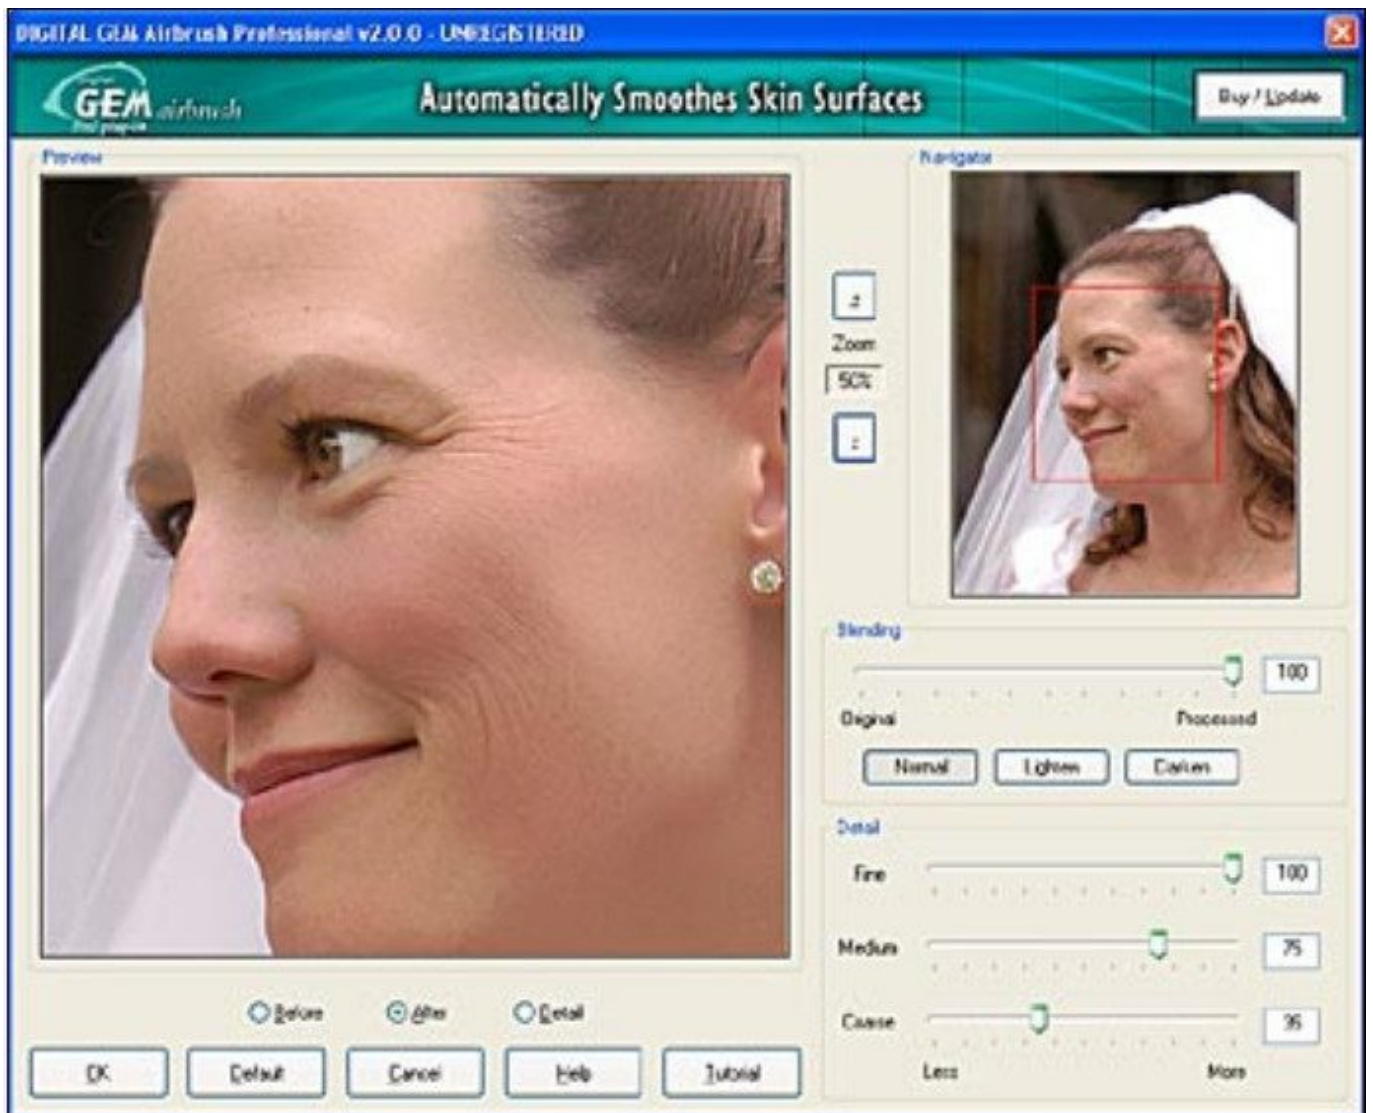 DIGITAL GEM Airbrush Professional v2.0.0 - UNREGISTERED
GEM airbrush
Automatically Smoothes Skin Surfaces
Buy / Update
Preview
Navigator
Zoom
50%
Blending
100
Original Processed
Normal Lighten Darken
Detail
Fine 100
Medium 75
Coarse 35
Less More
Before After Detail
OK Default Cancel Help Tutorial